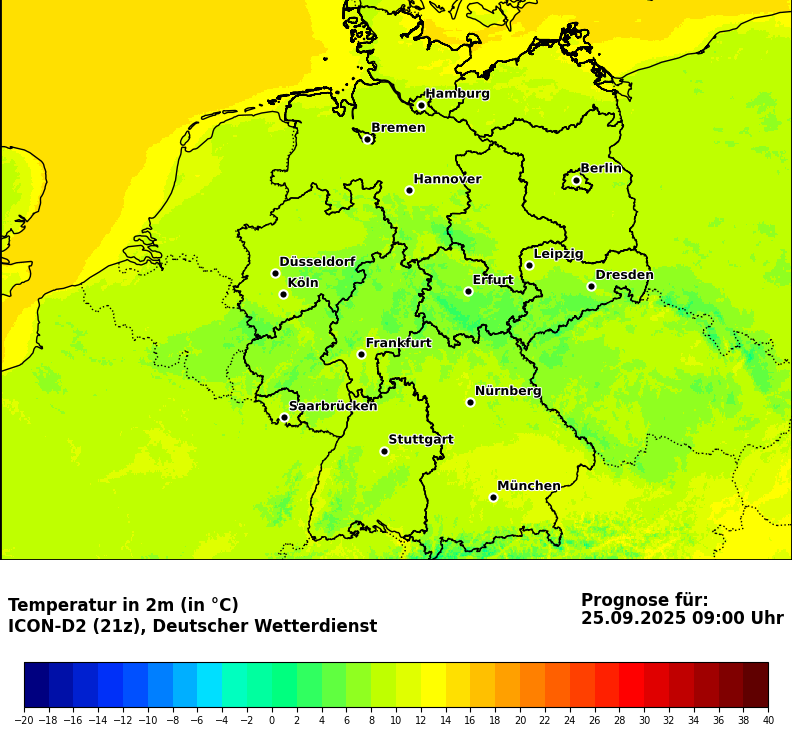 Hamburg
Bremen
Berlin
Hannover
Leipzig
Düsseldorf
Dresden
Erfurt
Köln
Frankfurt
Nürnberg
Saarbrücken
Stuttgart
München
Temperatur in 2m (in °C)
ICON-D2 (21z), Deutscher Wetterdienst
Prognose für:
25.09.2025 09:00 Uhr
−20 −18 −16 −14 −12 −10 −8 −6 −4 −2 0 2 4 6 8 10 12 14 16 18 20 22 24 26 28 30 32 34 36 38 40